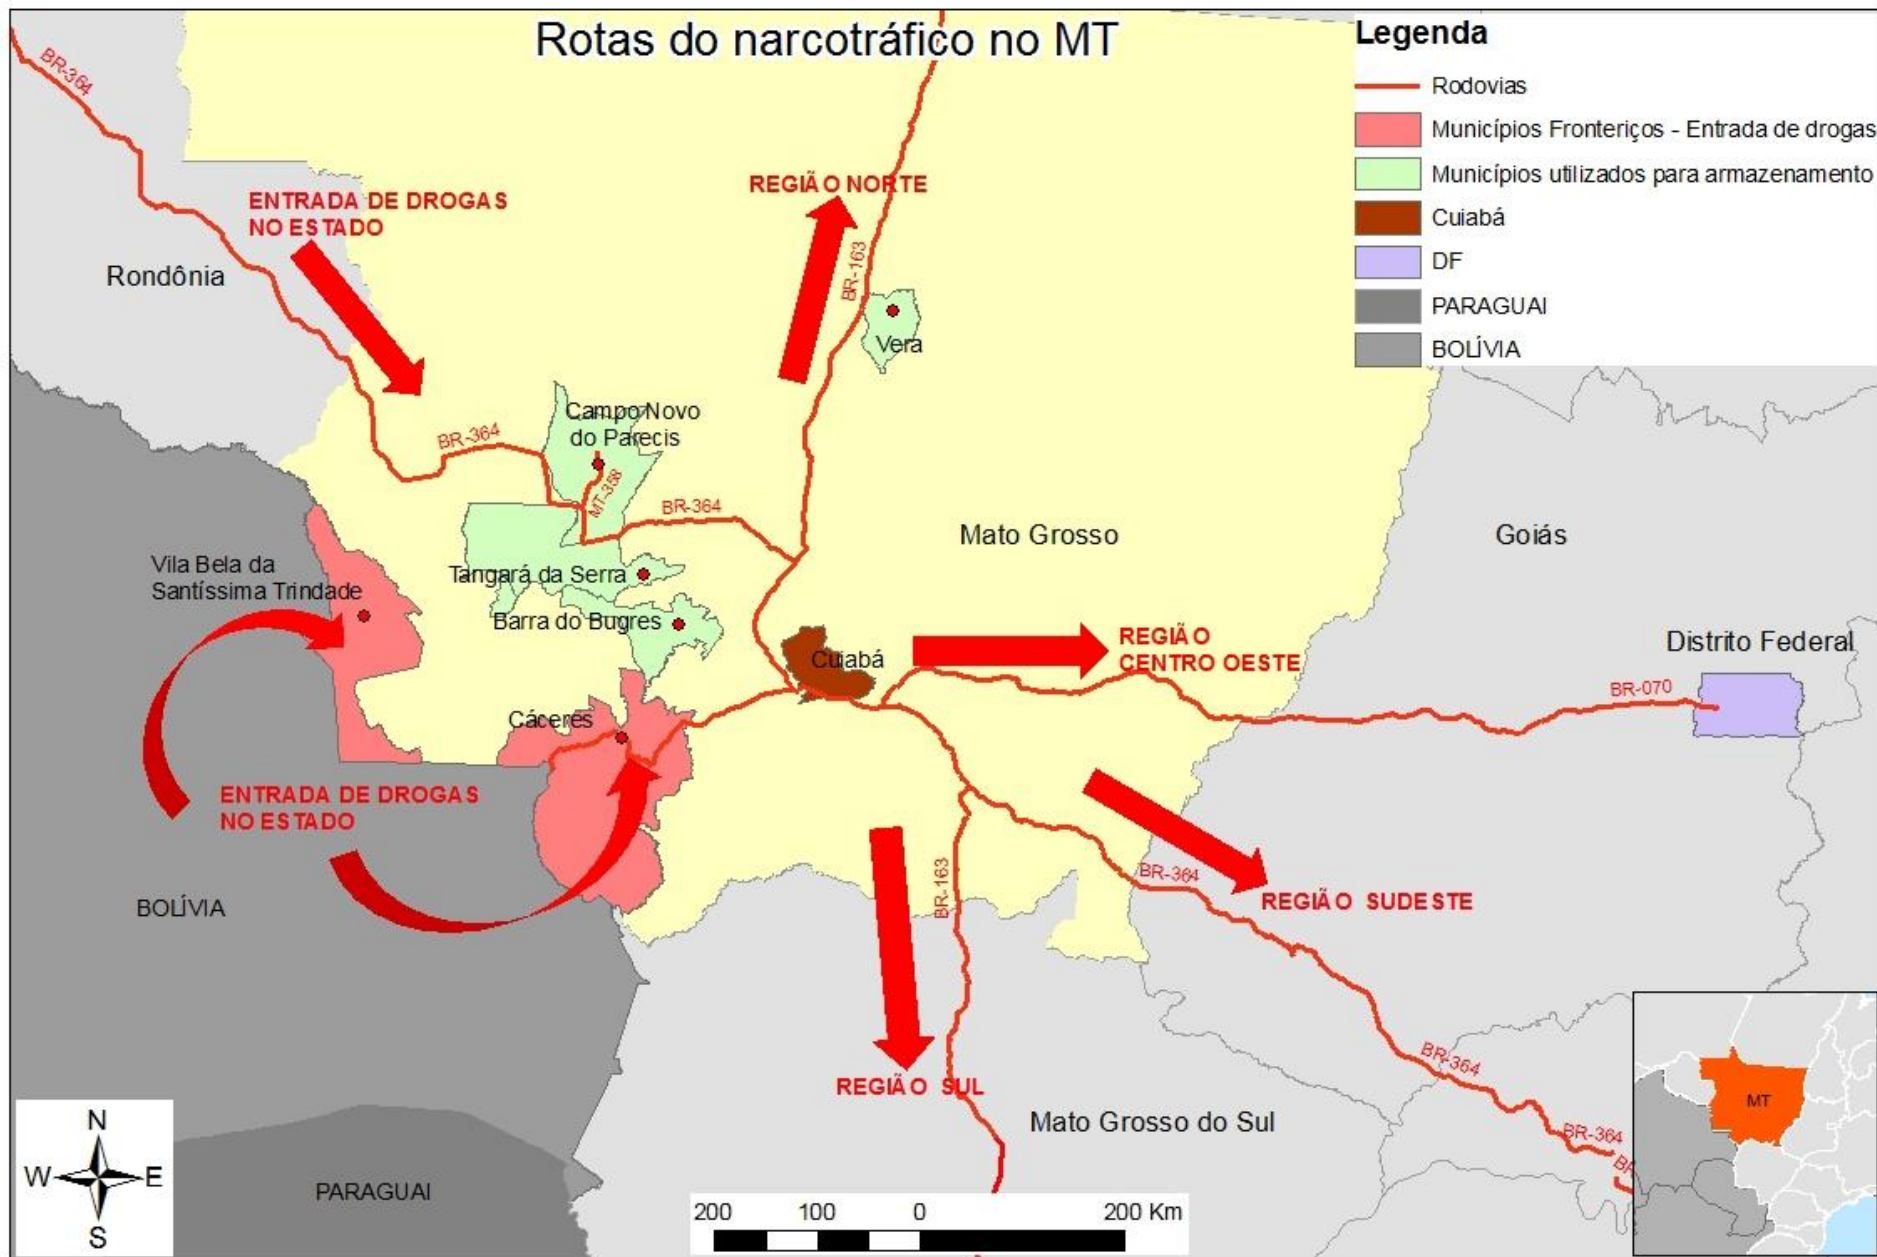 Rotas do narcotráfico no MT
Legenda
Rodovias
Municípios Fronteriços - Entrada de drogas
Municípios utilizados para armazenamento
Cuiabá
DF
PARAGUAI
BOLÍVIA
BR-364
ENTRADA DE DROGAS
NO ESTADO
REGIÃO NORTE
Rondônia
BR-163
Vera
Campo Novo
do Parecis
BR-364
MT-358
BR-364
Mato Grosso
Goiás
Vila Bela da
Santíssima Trindade
Tangará da Serra
Barra do Bugres
Cuiabá
REGIÃO
CENTRO OESTE
Distrito Federal
BR-070
Cáceres
ENTRADA DE DROGAS
NO ESTADO
BOLÍVIA
BR-163
BR-364
REGIÃO SUDESTE
REGIÃO SUL
BR-364
Mato Grosso do Sul
BR-364
BR
MT
PARAGUAI
N
W E
S
200 100 0 200 Km